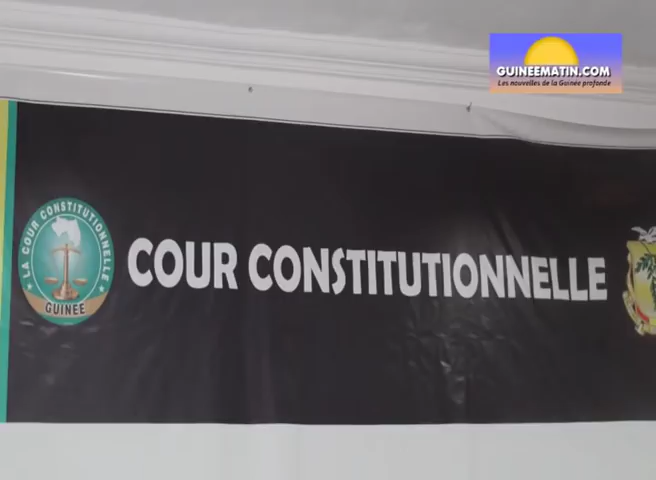 GUINEEMATIN.COM
Les nouvelles de la Guinée profonde
LA COUR CONSTITUTIONNELLE
GUINEE
COUR CONSTITUTIONNELLE